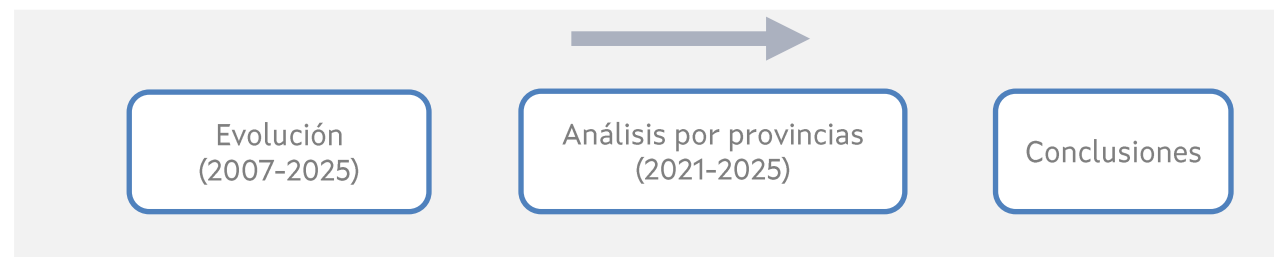 Evolución
(2007-2025)
Análisis por provincias
(2021-2025)
Conclusiones